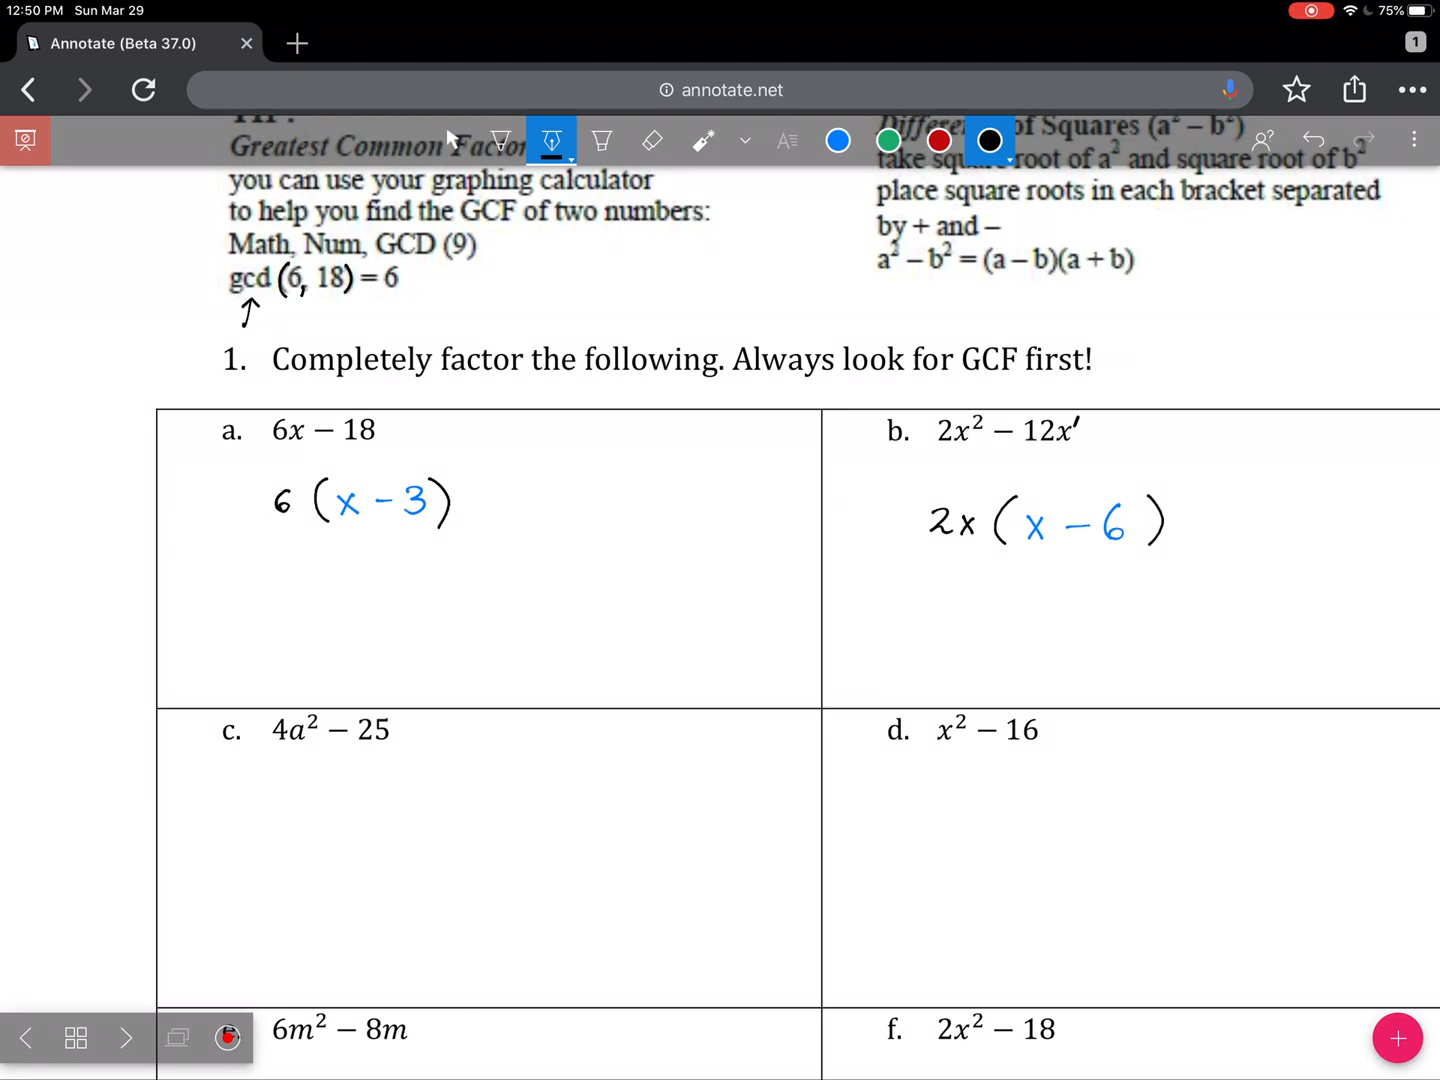 12:50 PM Sun Mar 29
75%
Annotate (Beta 37.0)
1
annotate.net
Greatest Common Factor
you can use your graphing calculator
to help you find the GCF of two numbers:
Math, Num, GCD (9)
gcd (6, 18) = 6
of Squares (a² – b²)
take square root of a² and square root of b²
place square roots in each bracket separated
by + and –
a² – b² = (a – b)(a + b)
1. Completely factor the following. Always look for GCF first!
a. 6x − 18
6 (x − 3)
b. 2x² − 12x'
2x (x − 6)
c. 4a² − 25
d. x² − 16
6m² − 8m
f. 2x² − 18